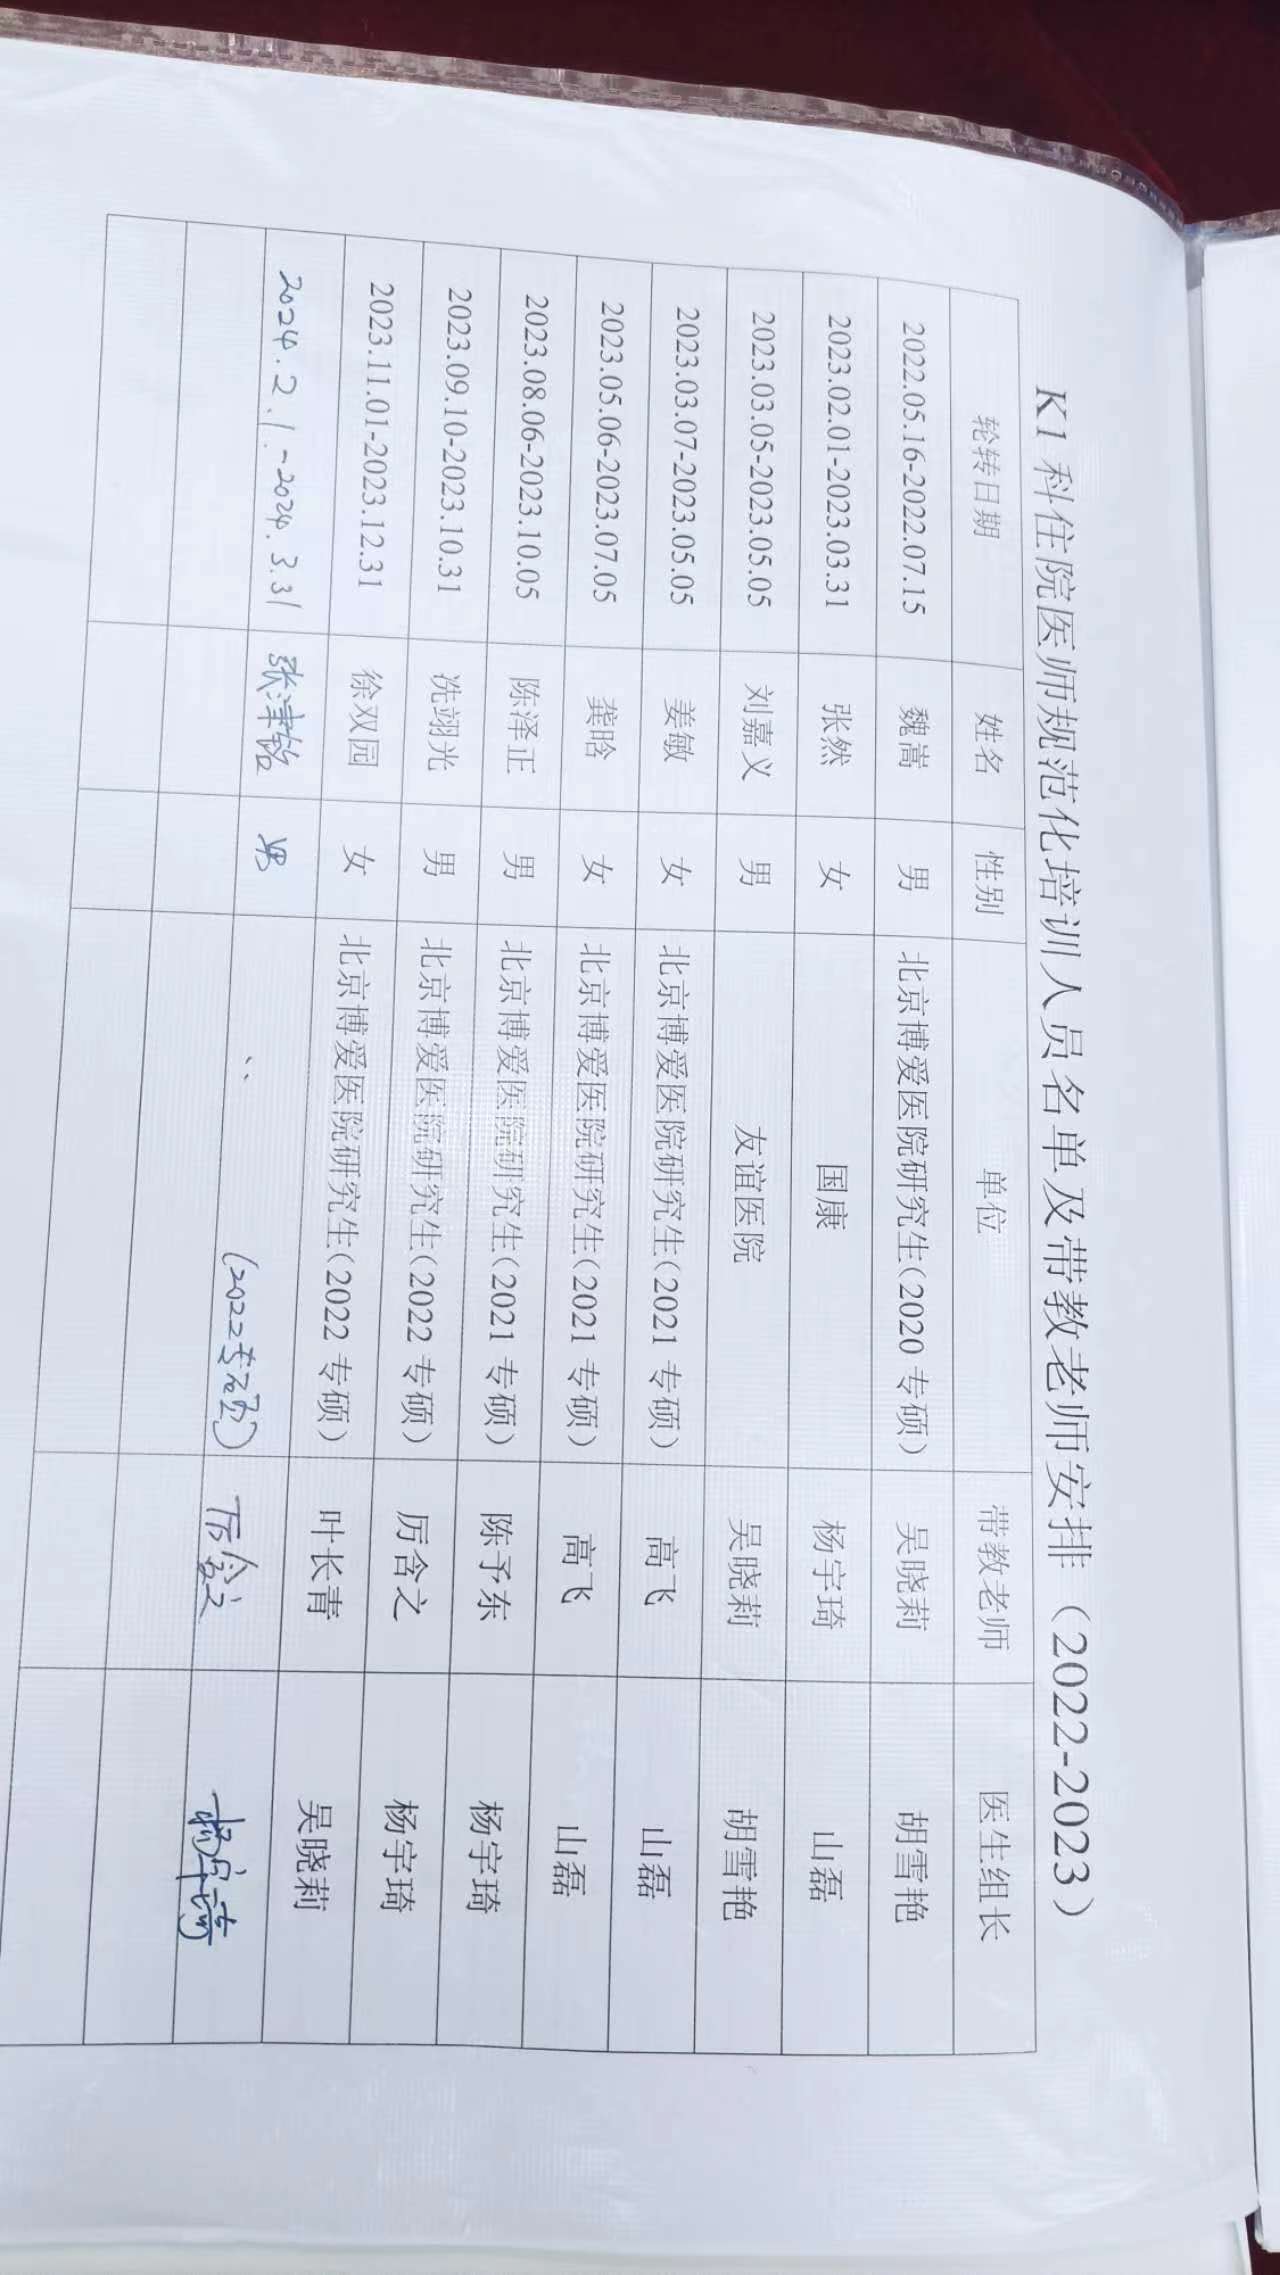 K1 科住院医师规范化培训人员名单及带教老师安排（2022-2023）
轮转日期 姓名 性别 单位 带教老师 医生组长
2022.05.16-2022.07.15 魏嵩 男 北京博爱医院研究生(2020 专硕) 吴晓莉 胡雪艳
2023.02.01-2023.03.31 张然 女 国康 杨宇琦 山磊
2023.03.05-2023.05.05 刘嘉义 男 友谊医院 吴晓莉 胡雪艳
2023.03.07-2023.05.05 姜敏 女 北京博爱医院研究生(2021 专硕) 高飞 山磊
2023.05.06-2023.07.05 龚晗 女 北京博爱医院研究生(2021 专硕) 高飞 山磊
2023.08.06-2023.10.05 陈泽正 男 北京博爱医院研究生(2021 专硕) 陈予东 杨宇琦
2023.09.10-2023.10.31 冼翊光 男 北京博爱医院研究生(2022 专硕) 厉含之 杨宇琦
2023.11.01-2023.12.31 徐双园 女 北京博爱医院研究生(2022 专硕) 叶长青 吴晓莉
2024.2.1.-2024.3.31 张津铭 男 、、 (2022专硕) 厉含之 杨宇琦